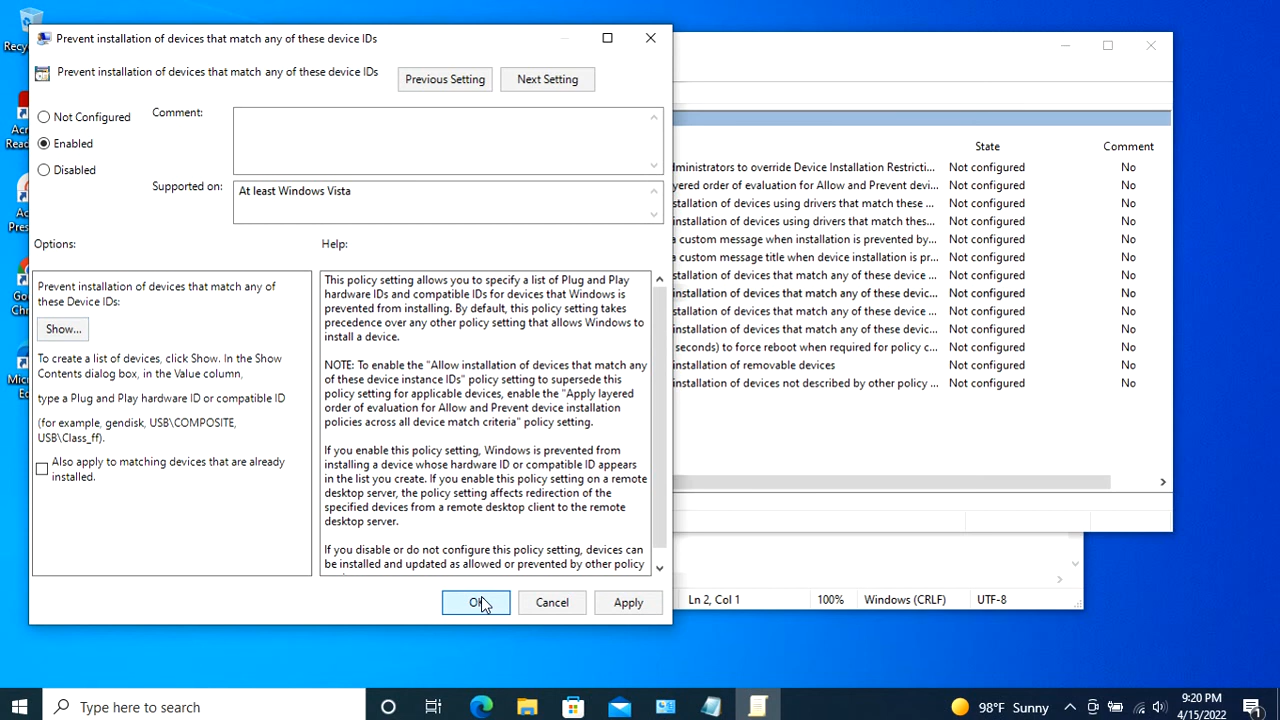 Prevent installation of devices that match any of these device IDs
Prevent installation of devices that match any of these device IDs
Previous Setting
Next Setting
Not Configured
Enabled
Disabled
Comment:
Supported on:
At least Windows Vista
Options:
Help:
Prevent installation of devices that match any of
these Device IDs:
Show...
To create a list of devices, click Show. In the Show
Contents dialog box, in the Value column,
type a Plug and Play hardware ID or compatible ID
(for example, gendisk, USB\COMPOSITE,
USB\Class_ff).
Also apply to matching devices that are already
installed.
This policy setting allows you to specify a list of Plug and Play
hardware IDs and compatible IDs for devices that Windows is
prevented from installing. By default, this policy setting takes
precedence over any other policy setting that allows Windows to
install a device.
NOTE: To enable the "Allow installation of devices that match any
of these device instance IDs" policy setting to supersede this
policy setting for applicable devices, enable the "Apply layered
order of evaluation for Allow and Prevent device installation
policies across all device match criteria" policy setting.
If you enable this policy setting, Windows is prevented from
installing a device whose hardware ID or compatible ID appears
in the list you create. If you enable this policy setting on a remote
desktop server, the policy setting affects redirection of the
specified devices from a remote desktop client to the remote
desktop server.
If you disable or do not configure this policy setting, devices can
be installed and updated as allowed or prevented by other policy
OK
Cancel
Apply
State
Comment
ministrators to override Device Installation Restricti... Not configured No
yered order of evaluation for Allow and Prevent devi... Not configured No
stallation of devices using drivers that match these ... Not configured No
installation of devices using drivers that match thes... Not configured No
a custom message when installation is prevented by... Not configured No
a custom message title when device installation is pr... Not configured No
stallation of devices that match any of these device ... Not configured No
installation of devices that match any of these devic... Not configured No
stallation of devices that match any of these device ... Not configured No
installation of devices that match any of these devic... Not configured No
seconds) to force reboot when required for policy c... Not configured No
installation of removable devices Not configured No
installation of devices not described by other policy ... Not configured No
Ln 2, Col 1
100%
Windows (CRLF)
UTF-8
Recy
Acr
Read
Ac
Pres
Go
Chr
Micr
Ed
Type here to search
98°F Sunny
9:20 PM
4/15/2022
1